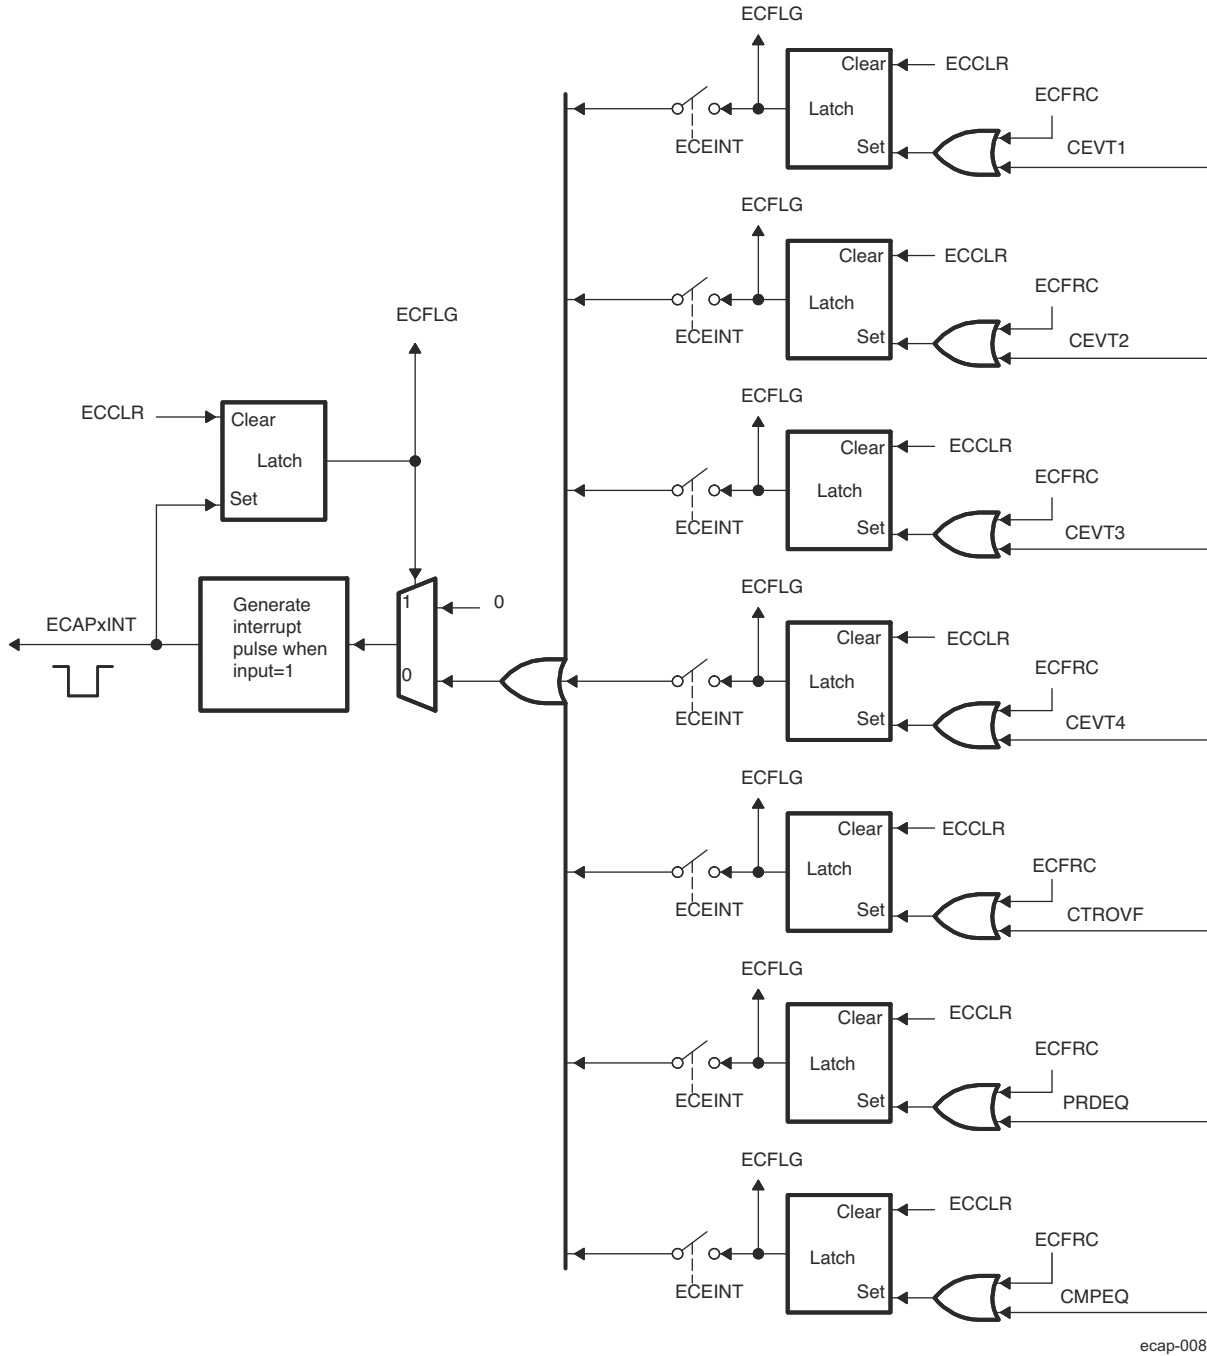 ECFLG
Clear
ECCLR
ECFRC
Latch
ECEINT
Set
CEVT1
ECFLG
Clear
ECCLR
ECFRC
Latch
ECEINT
Set
CEVT2
ECFLG
Clear
ECCLR
ECFRC
Latch
ECEINT
Set
CEVT3
ECFLG
Clear
ECCLR
ECFRC
Latch
ECEINT
Set
CEVT4
ECFLG
Clear
ECCLR
ECFRC
Latch
ECEINT
Set
CTROVF
ECFLG
Clear
ECCLR
ECFRC
Latch
ECEINT
Set
PRDEQ
ECFLG
Clear
ECCLR
ECFRC
Latch
ECEINT
Set
CMPEQ
ECFLG
ECCLR
Clear
Latch
Set
ECAPxINT
Generate
interrupt
pulse when
input=1
1
0
0
ecap-008